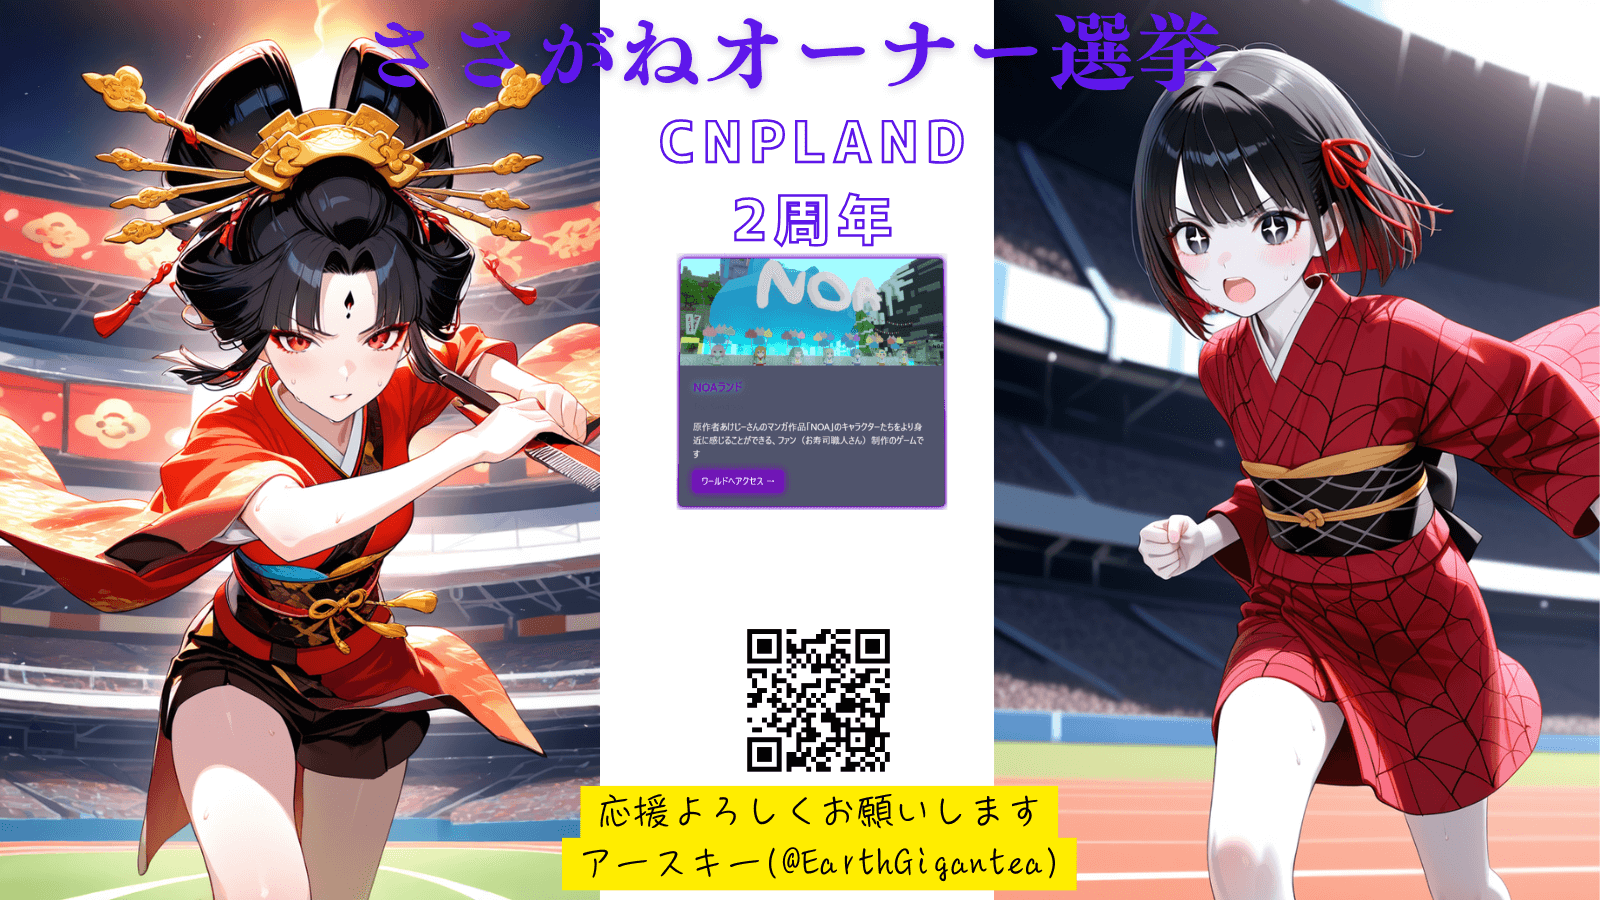 ささがねオーナー選挙
CNPLAND
2周年
NOA
NOAランド
原作者あけじーさんのマンガ作品「NOA」のキャラクターたちをより身
近に感じることができる、ファン（お寿司職人さん）制作のゲームで
す
ワールドへアクセス →
応援よろしくお願いします
アースキー(@EarthGigantea)